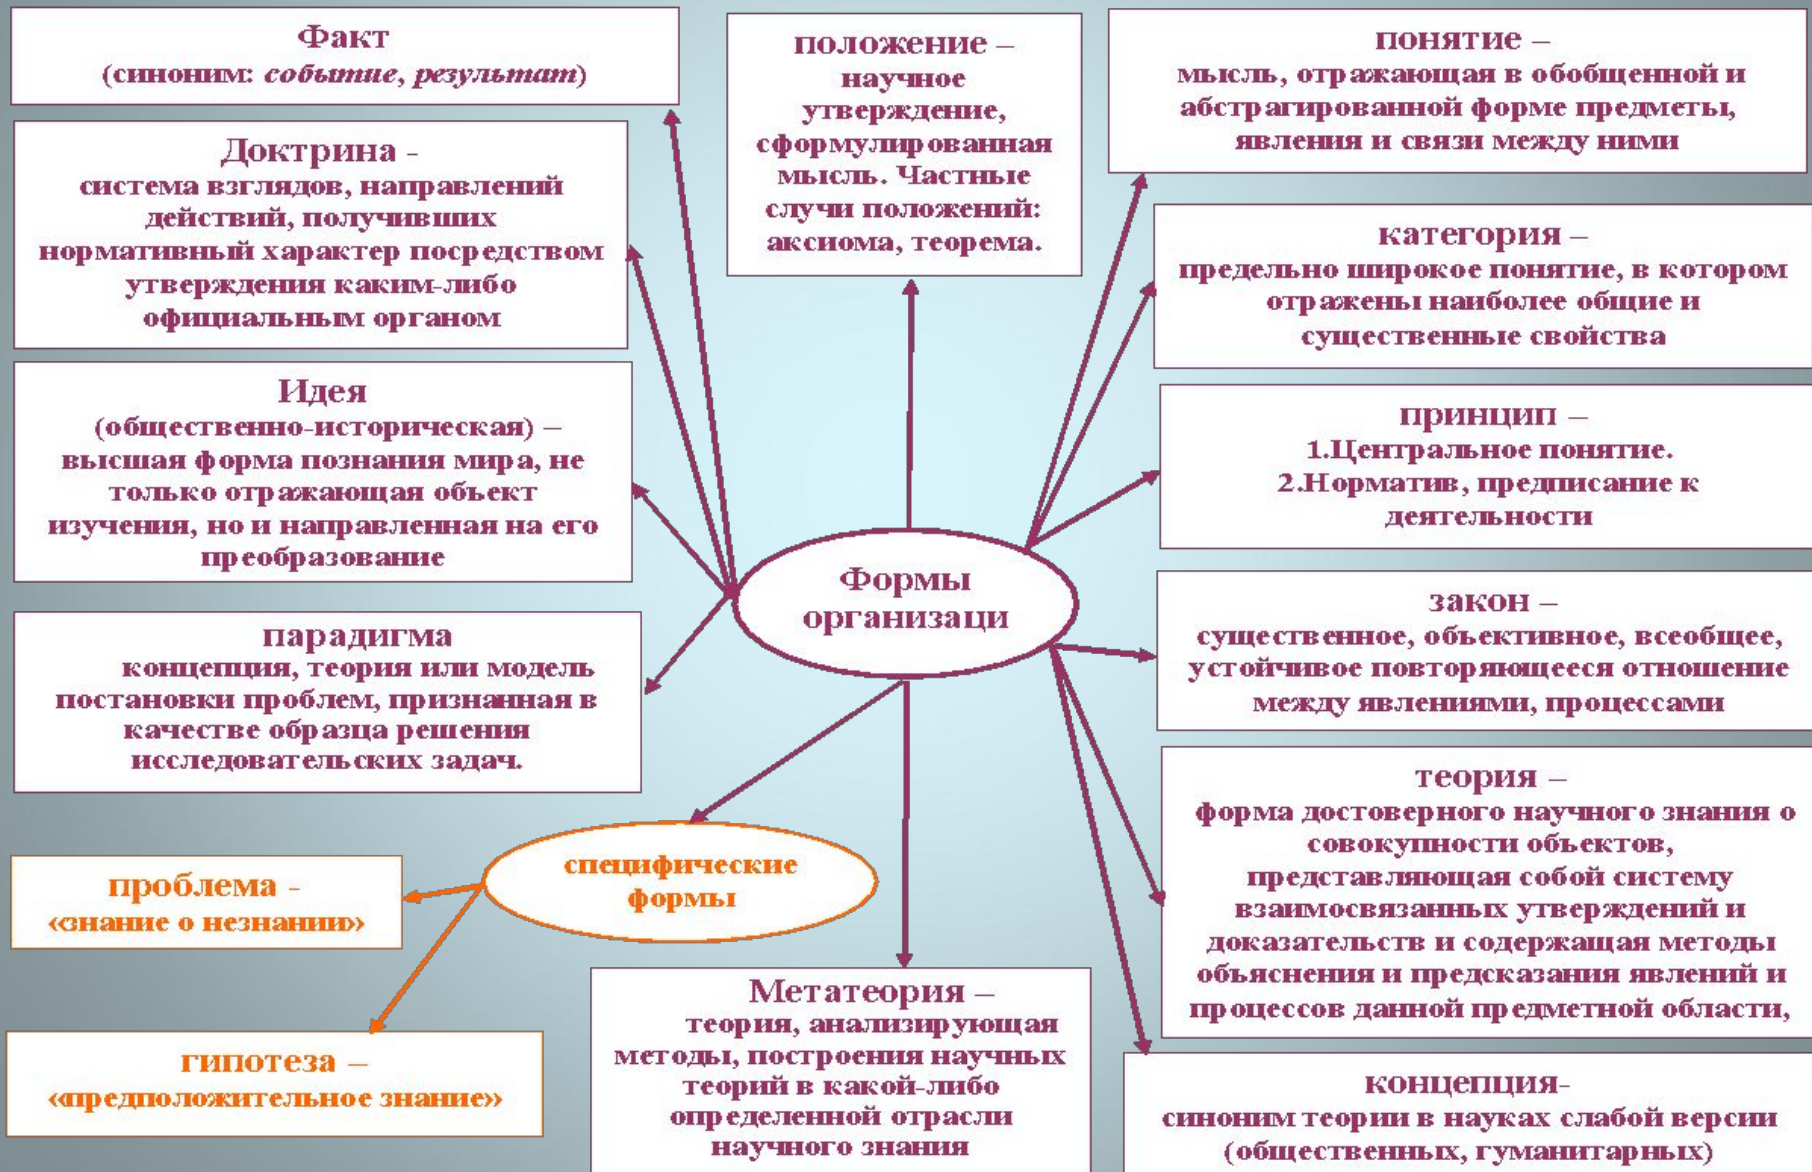 Факт
(синоним: событие, результат)
Доктрина -
система взглядов, направлений
действий, получивших
нормативный характер посредством
утверждения каким-либо
официальным органом
Идея
(общественно-историческая) –
высшая форма познания мира, не
только отражающая объект
изучения, но и направленная на его
преобразование
парадигма
концепция, теория или модель
постановки проблем, признанная в
качестве образца решения
исследовательских задач.
положение –
научное
утверждение,
сформулированная
мысль. Частные
случи положений:
аксиома, теорема.
понятие –
мысль, отражающая в обобщенной и
абстрагированной форме предметы,
явления и связи между ними
категория –
предельно широкое понятие, в котором
отражены наиболее общие и
существенные свойства
принцип –
1.Центральное понятие.
2.Норматив, предписание к
деятельности
Формы
организаци
закон –
существенное, объективное, всеобщее,
устойчивое повторяющееся отношение
между явлениями, процессами
теория –
форма достоверного научного знания о
совокупности объектов,
представляющая собой систему
взаимосвязанных утверждений и
доказательств и содержащая методы
объяснения и предсказания явлений и
процессов данной предметной области,
концепция-
синоним теории в науках слабой версии
(общественных, гуманитарных)
специфические
формы
проблема -
«знание о незнании»
гипотеза –
«предположительное знание»
Метатеория –
теория, анализирующая
методы, построения научных
теорий в какой-либо
определенной отрасли
научного знания